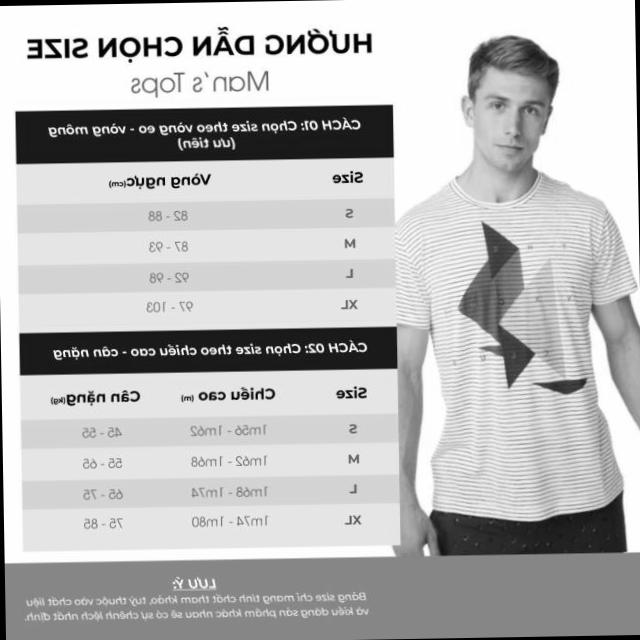 HƯỚNG DẪN CHỌN SIZE
Man's Tops
CÁCH 01: Chọn size theo vòng eo - vòng mông
(ưu tiên)
Size Vòng ngực(cm)
S 82 - 88
M 87 - 93
L 92 - 98
XL 97 - 103
CÁCH 02: Chọn size theo chiều cao - cân nặng
Size Chiều cao (m) Cân nặng(kg)
S 1m56 - 1m62 45 - 55
M 1m62 - 1m68 55 - 65
L 1m68 - 1m74 65 - 75
XL 1m74 - 1m80 75 - 85
LƯU Ý:
Bảng size chỉ mang tính chất tham khảo, tuỳ thuộc vào chất liệu
và kiểu dáng sản phẩm khác nhau sẽ có sự chênh lệch nhất định.